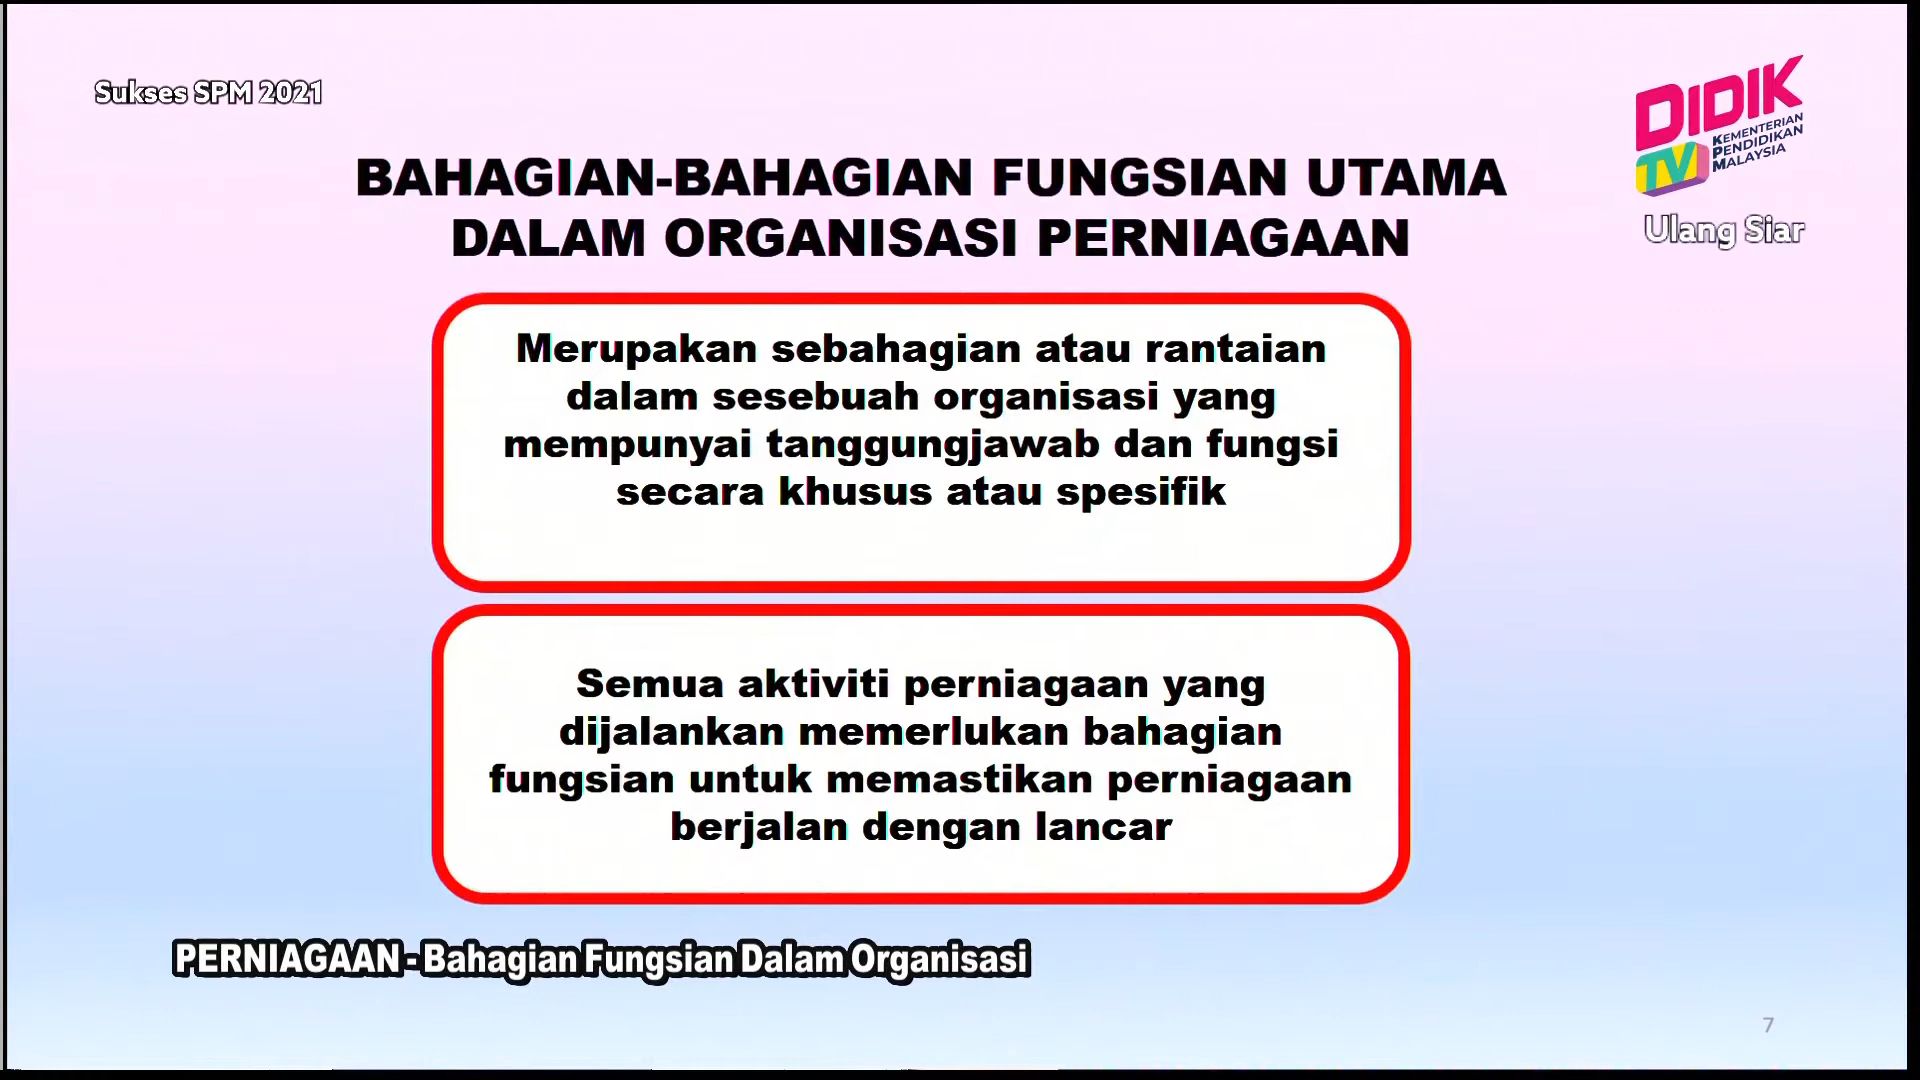 Sukses SPM 2021
DIDIK
TV
KEMENTERIAN
PENDIDIKAN
MALAYSIA
Ulang Siar
BAHAGIAN-BAHAGIAN FUNGSIAN UTAMA
DALAM ORGANISASI PERNIAGAAN
Merupakan sebahagian atau rantaian
dalam sesebuah organisasi yang
mempunyai tanggungjawab dan fungsi
secara khusus atau spesifik
Semua aktiviti perniagaan yang
dijalankan memerlukan bahagian
fungsian untuk memastikan perniagaan
berjalan dengan lancar
PERNIAGAAN - Bahagian Fungsian Dalam Organisasi
7